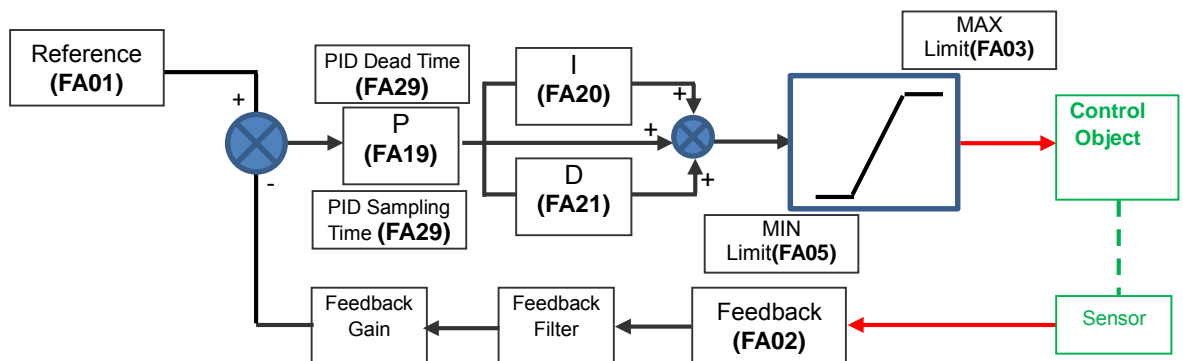 Reference
(FA01)
+
-
PID Dead Time
(FA29)
P
(FA19)
PID Sampling
Time (FA29)
I
(FA20)
D
(FA21)
+
+
+
MAX
Limit(FA03)
MIN
Limit(FA05)
Control
Object
Sensor
Feedback
(FA02)
Feedback
Filter
Feedback
Gain